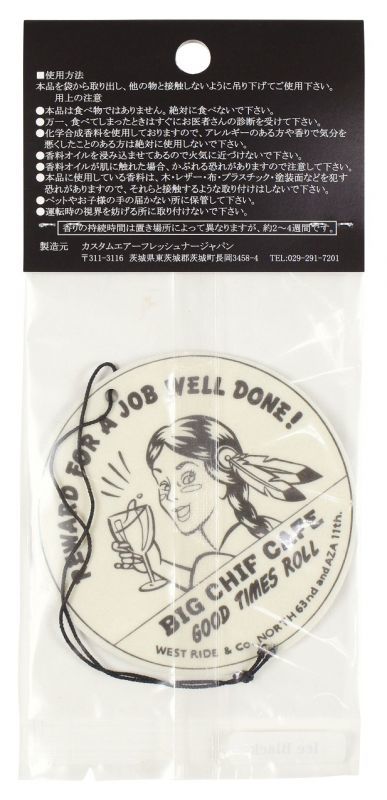 ■使用方法
本品を袋から取り出し、他の物と接触しないように吊り下げてご使用下さい。
用上の注意
●本品は食べ物ではありません。絶対に食べないで下さい。
●万一、食べてしまったときはすぐにお医者さんの診断を受けて下さい。
●化学合成香料を使用しておりますので、アレルギーのある方や香りで気分を
悪くしたことのある方は絶対に使用しないで下さい。
●香料オイルを浸み込ませてあるので火気に近づけないで下さい。
●香料オイルが肌に触れた場合、かぶれる恐れがありますので注意して下さい。
●本品に使用している香料は、木・レザー・布・プラスチック・塗装面などを犯す
恐れがありますので、それらと接触するような取り付けはしないで下さい。
●ペットやお子様の手の届かない所に保管して下さい。
●運転時の視界を妨げる所に取り付けないで下さい。
香りの持続時間は置き場所によって異なりますが、約2〜4週間です。
製造元 カスタムエアーフレッシュナージャパン
〒311-3116 茨城県東茨城郡茨城町長岡3458-4 TEL:029-291-7201
REWARD FOR A JOB WELL DONE!
BIG CHIF CAFE
GOOD TIMES ROLL
WEST RIDE & CO. NORTH 63nd and AZA 11th.
Ice Black